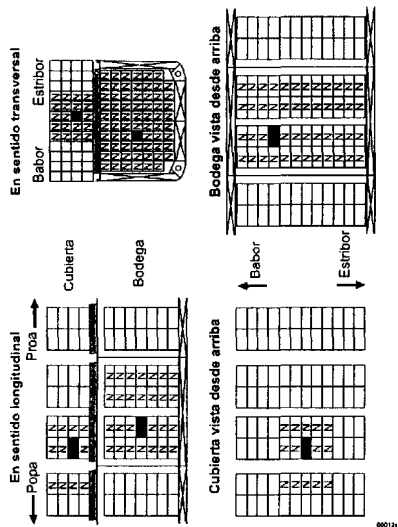 En sentido longitudinal
Popa
Proa
Cubierta
Bodega
En sentido transversal
Babor
Estribor
Cubierta vista desde arriba
Babor
Estribor
Bodega vista desde arriba